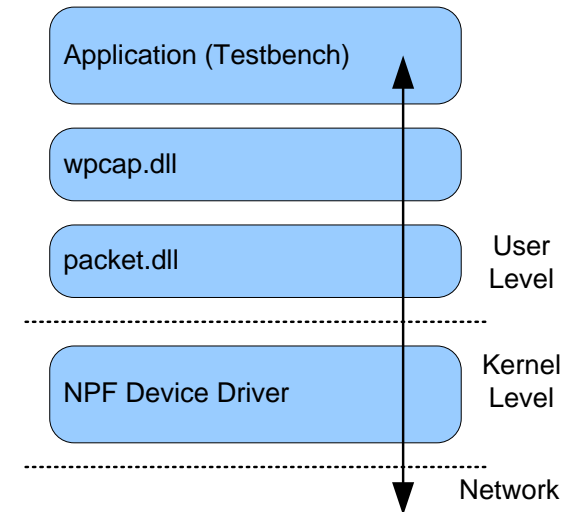 Application (Testbench)
wpcap.dll
packet.dll
User
Level
NPF Device Driver
Kernel
Level
Network